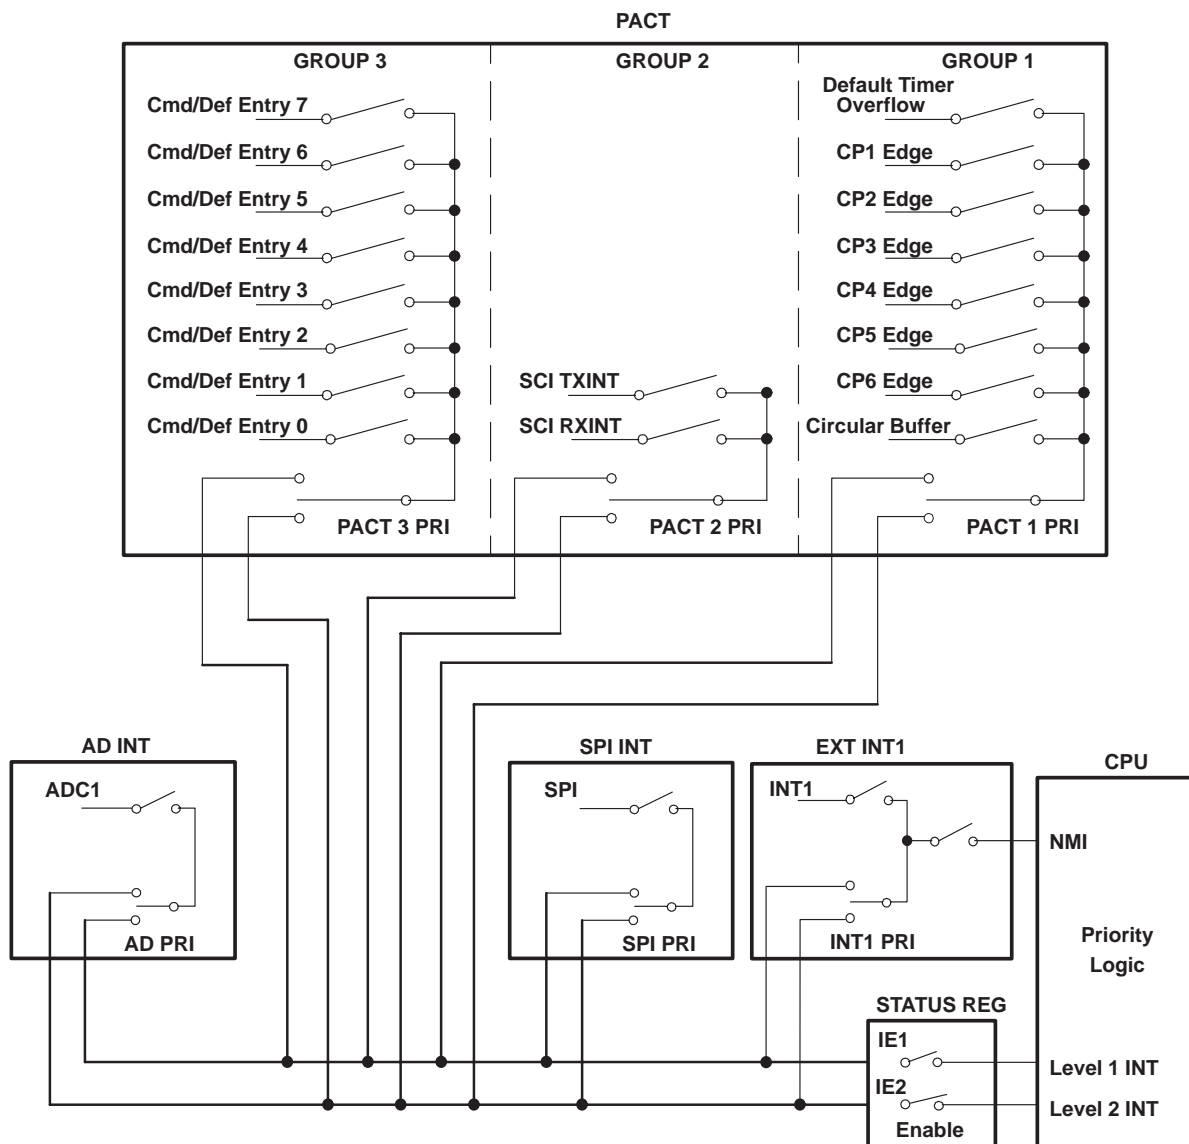 PACT
GROUP 3
GROUP 2
GROUP 1
Cmd/Def Entry 7
Cmd/Def Entry 6
Cmd/Def Entry 5
Cmd/Def Entry 4
Cmd/Def Entry 3
Cmd/Def Entry 2
Cmd/Def Entry 1
Cmd/Def Entry 0
PACT 3 PRI
SCI TXINT
SCI RXINT
PACT 2 PRI
Default Timer
Overflow
CP1 Edge
CP2 Edge
CP3 Edge
CP4 Edge
CP5 Edge
CP6 Edge
Circular Buffer
PACT 1 PRI
AD INT
ADC1
AD PRI
SPI INT
SPI
SPI PRI
EXT INT1
INT1
INT1 PRI
CPU
NMI
Priority
Logic
Level 1 INT
Level 2 INT
STATUS REG
IE1
IE2
Enable